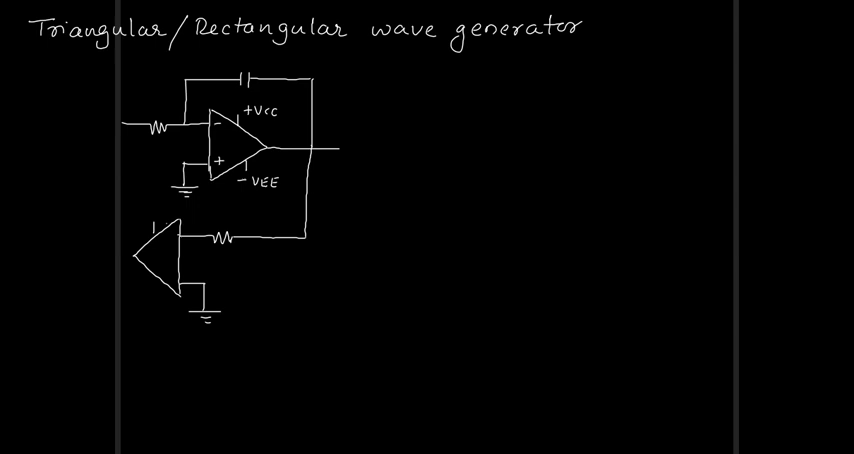 Triangular/Rectangular wave generator
+VCC
-
+
- VEE